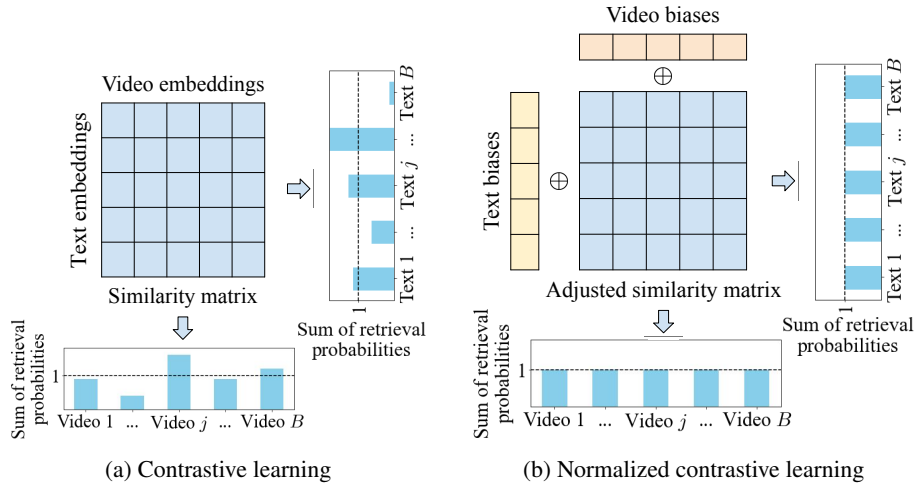 Video embeddings
Text embeddings
Similarity matrix
Text B
...
Text j
...
Text 1
1
Sum of retrieval
probabilities
Sum of retrieval
probabilities
1
Video 1 ... Video j ... Video B
(a) Contrastive learning
Video biases
Text biases
Adjusted similarity matrix
Text B
...
Text j
...
Text 1
1
Sum of retrieval
probabilities
Sum of retrieval
probabilities
1
Video 1 ... Video j ... Video B
(b) Normalized contrastive learning